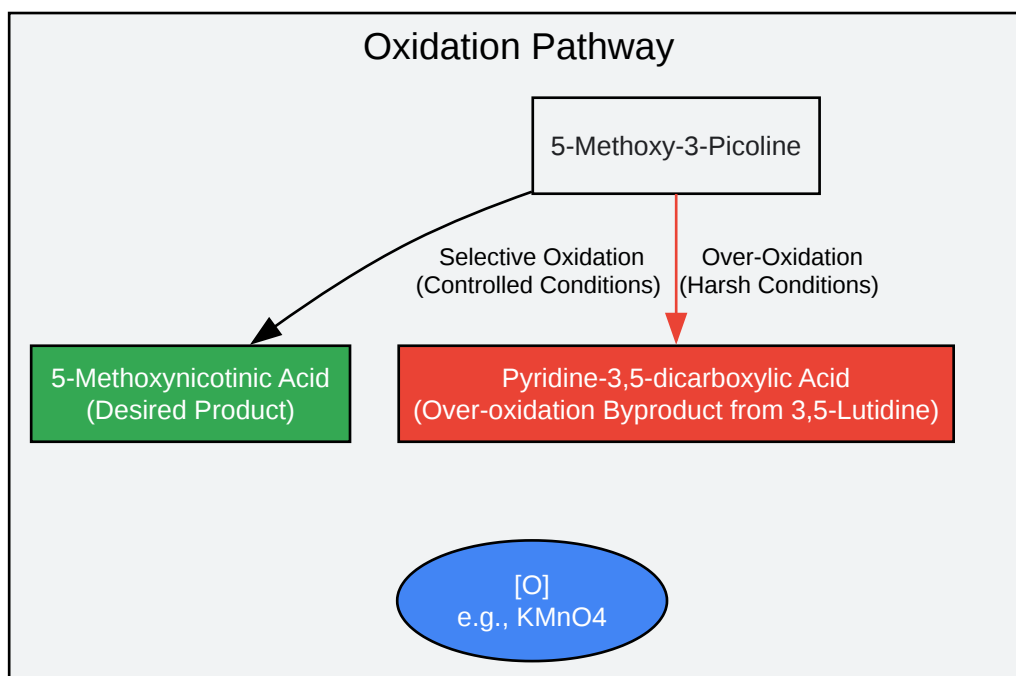 Oxidation Pathway
5-Methoxy-3-Picoline
Selective Oxidation
(Controlled Conditions)
Over-Oxidation
(Harsh Conditions)
5-Methoxynicotinic Acid
(Desired Product)
Pyridine-3,5-dicarboxylic Acid
(Over-oxidation Byproduct from 3,5-Lutidine)
[O]
e.g., KMnO4